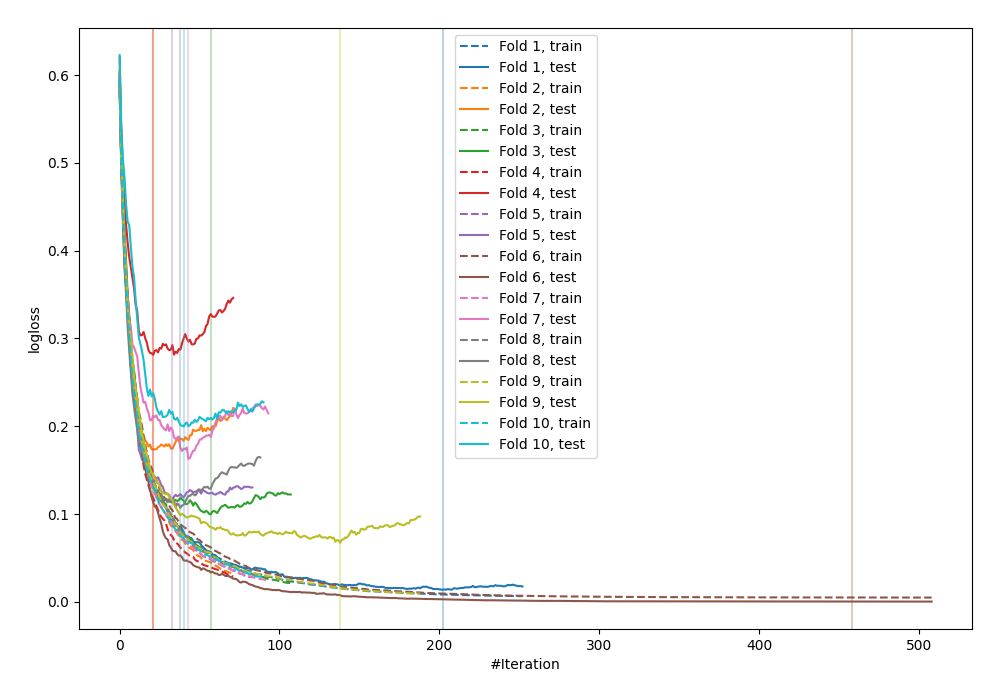 0.6
0.5
0.4
0.3
0.2
0.1
0.0
logloss
Fold 1, train
Fold 1, test
Fold 2, train
Fold 2, test
Fold 3, train
Fold 3, test
Fold 4, train
Fold 4, test
Fold 5, train
Fold 5, test
Fold 6, train
Fold 6, test
Fold 7, train
Fold 7, test
Fold 8, train
Fold 8, test
Fold 9, train
Fold 9, test
Fold 10, train
Fold 10, test
0 100 200 300 400 500
#Iteration